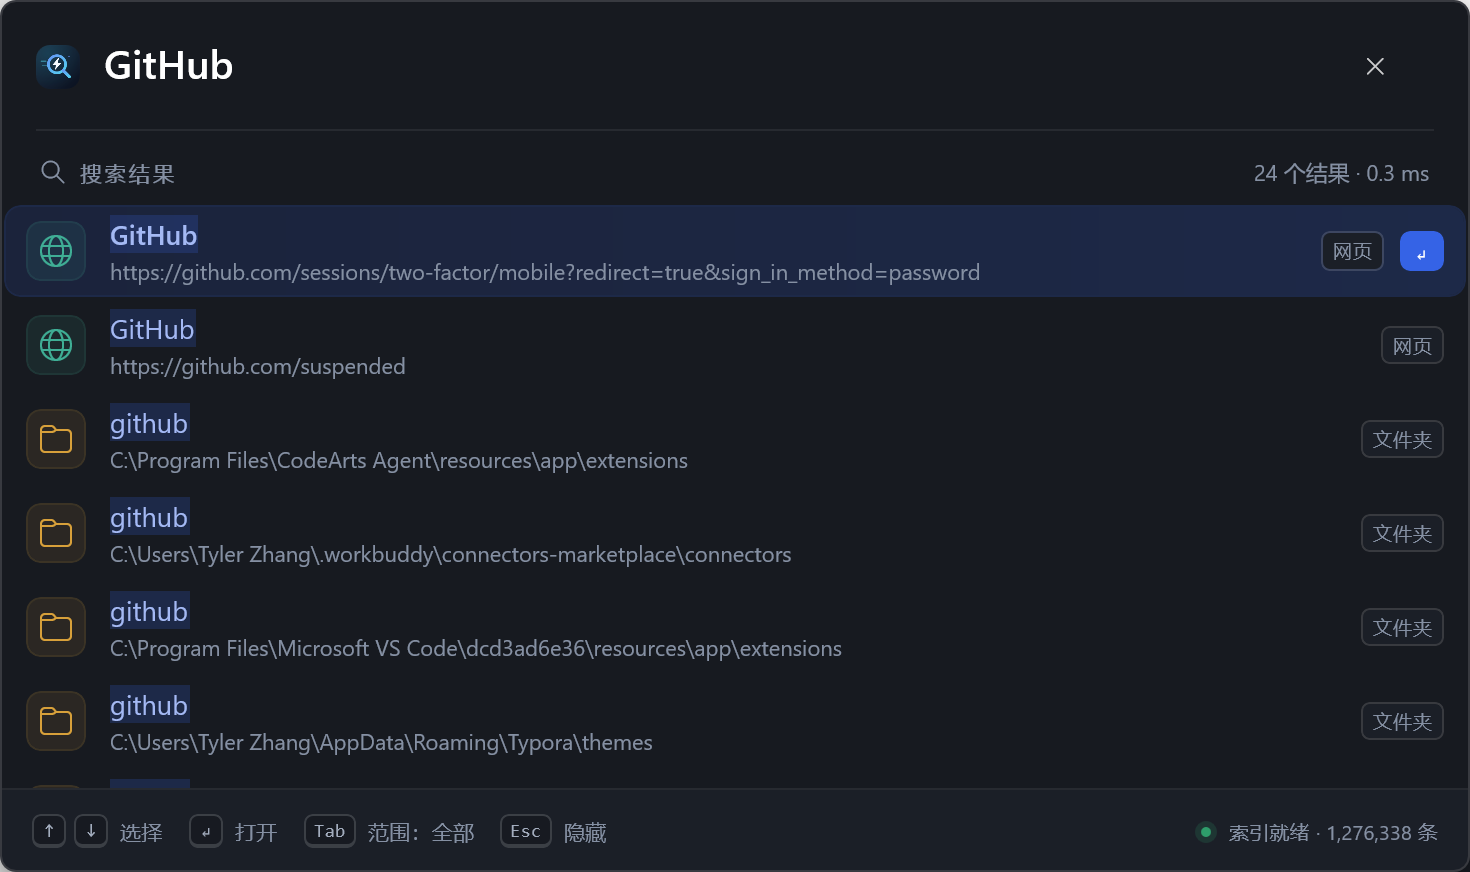 GitHub
搜索结果
24 个结果 · 0.3 ms
GitHub
https://github.com/sessions/two-factor/mobile?redirect=true&sign_in_method=password
网页
GitHub
https://github.com/suspended
网页
github
C:\Program Files\CodeArts Agent\resources\app\extensions
文件夹
github
C:\Users\Tyler Zhang\.workbuddy\connectors-marketplace\connectors
文件夹
github
C:\Program Files\Microsoft VS Code\dcd3ad6e36\resources\app\extensions
文件夹
github
C:\Users\Tyler Zhang\AppData\Roaming\Typora\themes
文件夹
↑ ↓ 选择 ↵ 打开 Tab 范围：全部 Esc 隐藏
索引就绪 · 1,276,338 条